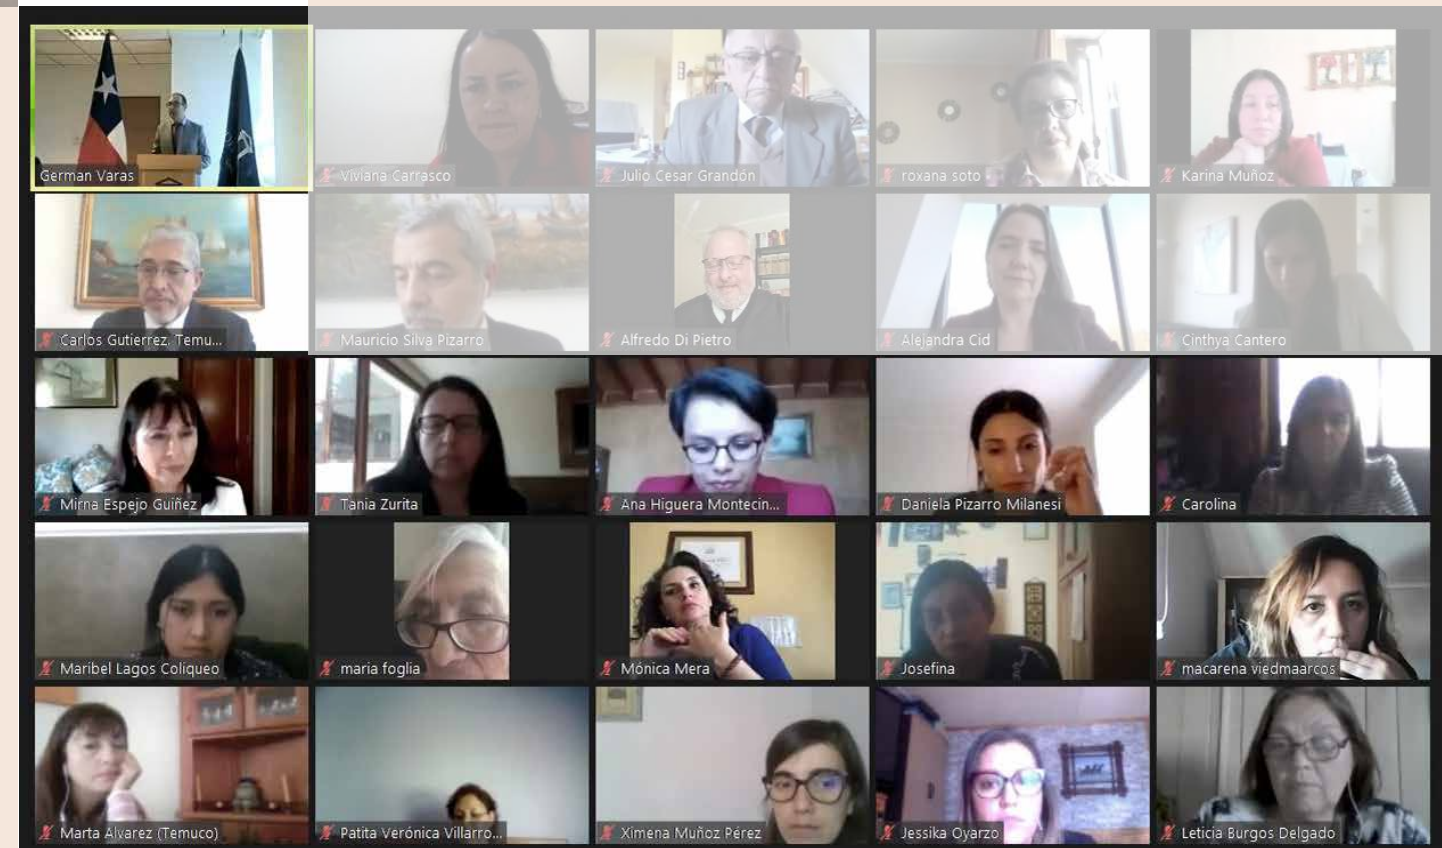 German Varas
Viviana Carrasco
Julio Cesar Grandón
roxana soto
Karina Muñoz
Carlos Gutierrez. Temu...
Mauricio Silva Pizarro
Alfredo Di Pietro
Alejandra Cid
Cinthya Cantero
Mirna Espejo Guiñez
Tania Zurita
Ana Higuera Montecin...
Daniela Pizarro Milanesi
Carolina
Maribel Lagos Coliqueo
maria foglia
Mónica Mera
Josefina
macarena viedmaarcos
Marta Alvarez (Temuco)
Patita Verónica Villarro...
Ximena Muñoz Pérez
Jessika Oyarzo
Leticia Burgos Delgado